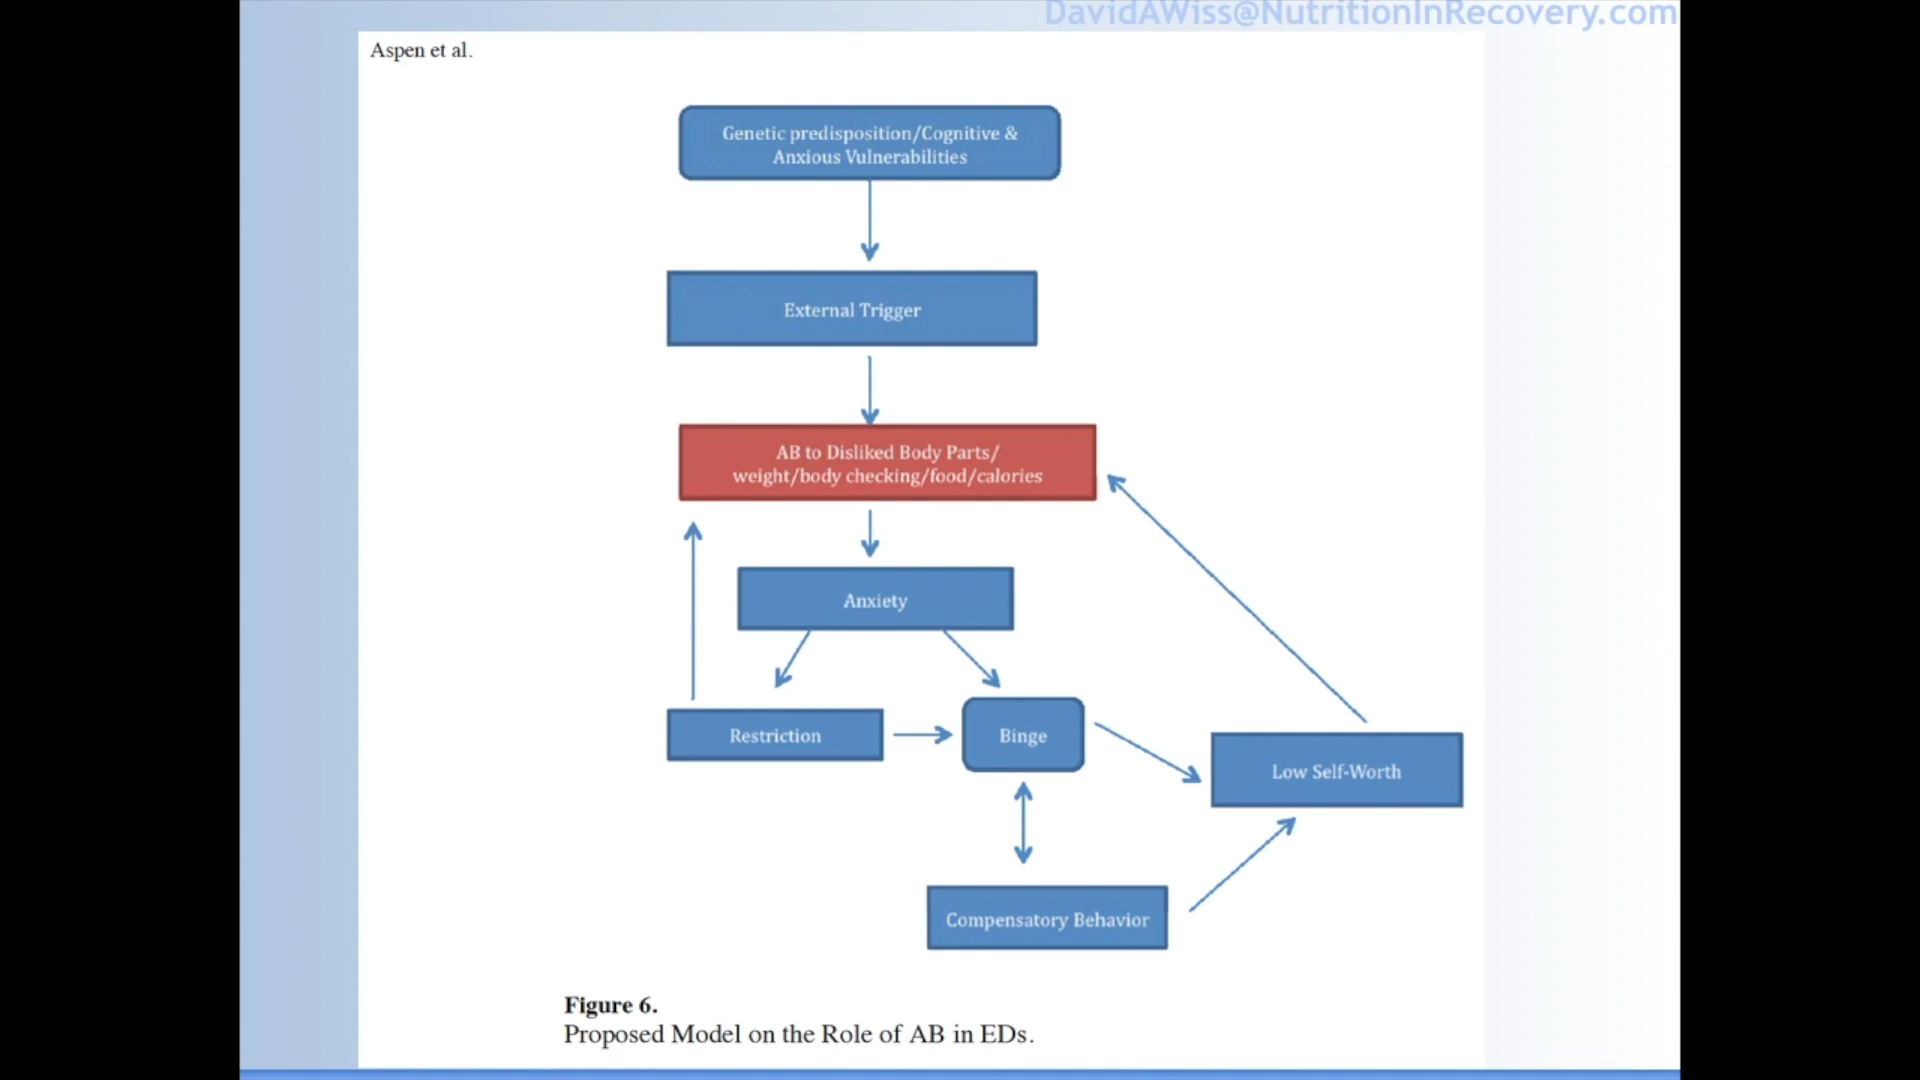 DavidAWiss@NutritionInRecovery.com
Aspen et al.
Genetic predisposition/Cognitive &
Anxious Vulnerabilities
External Trigger
AB to Disliked Body Parts/
weight/body checking/food/calories
Anxiety
Restriction
Binge
Low Self-Worth
Compensatory Behavior
Figure 6.
Proposed Model on the Role of AB in EDs.